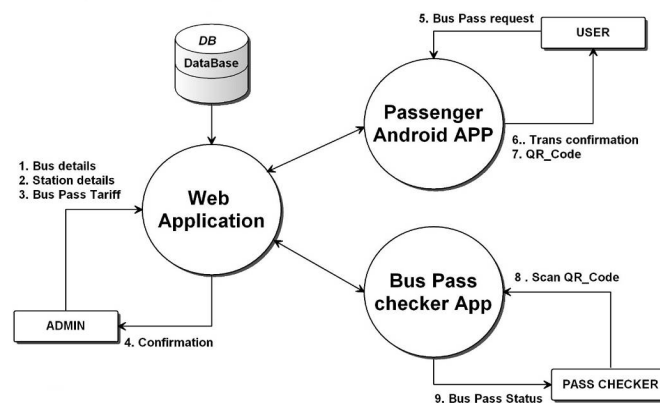 DB
DataBase
5. Bus Pass request
USER
Passenger
Android APP
6.. Trans confirmation
7. QR_Code
1. Bus details
2. Station details
3. Bus Pass Tariff
Web
Application
ADMIN
4. Confirmation
Bus Pass
checker App
8 . Scan QR_Code
PASS CHECKER
9. Bus Pass Status